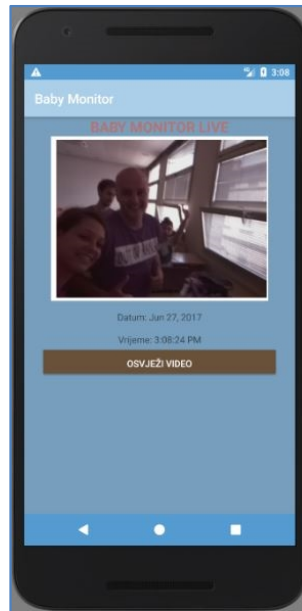 3:08
Baby Monitor
BABY MONITOR LIVE
Datum: Jun 27, 2017
Vrijeme: 3:08:24 PM
OSVJEŽI VIDEO